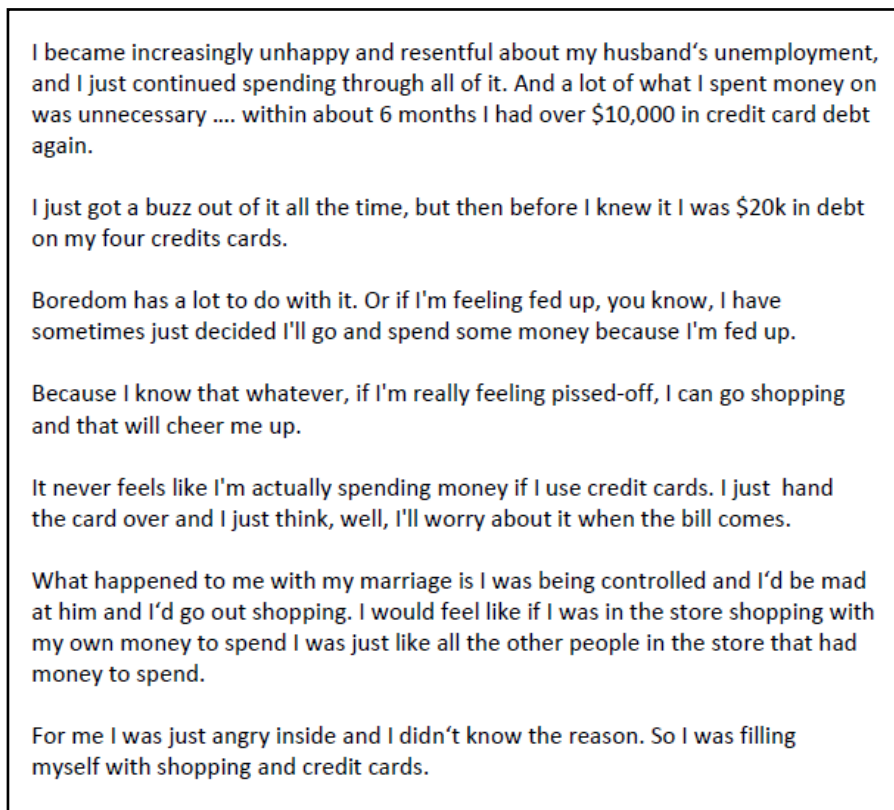 I became increasingly unhappy and resentful about my husband‘s unemployment,
and I just continued spending through all of it. And a lot of what I spent money on
was unnecessary .... within about 6 months I had over $10,000 in credit card debt
again.
I just got a buzz out of it all the time, but then before I knew it I was $20k in debt
on my four credits cards.
Boredom has a lot to do with it. Or if I'm feeling fed up, you know, I have
sometimes just decided I'll go and spend some money because I'm fed up.
Because I know that whatever, if I'm really feeling pissed-off, I can go shopping
and that will cheer me up.
It never feels like I'm actually spending money if I use credit cards. I just  hand
the card over and I just think, well, I'll worry about it when the bill comes.
What happened to me with my marriage is I was being controlled and I‘d be mad
at him and I‘d go out shopping. I would feel like if I was in the store shopping with
my own money to spend I was just like all the other people in the store that had
money to spend.
For me I was just angry inside and I didn‘t know the reason. So I was filling
myself with shopping and credit cards.